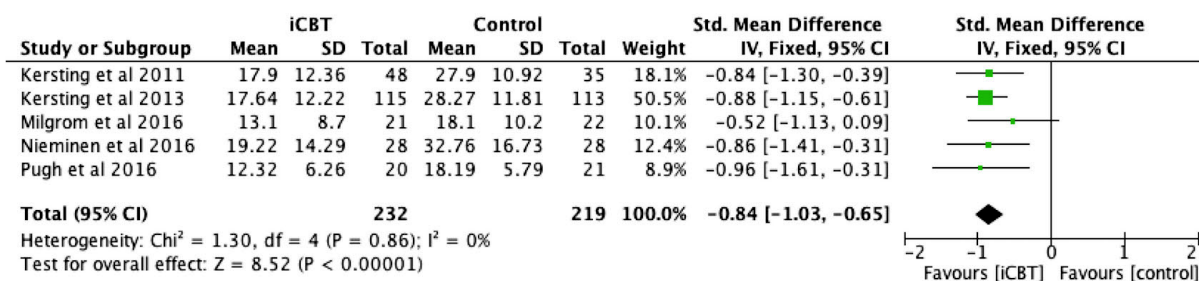 iCBT Control Std. Mean Difference Std. Mean Difference
Study or Subgroup Mean SD Total Mean SD Total Weight IV, Fixed, 95% CI IV, Fixed, 95% CI
Kersting et al 2011 17.9 12.36 48 27.9 10.92 35 18.1% -0.84 [-1.30, -0.39]
Kersting et al 2013 17.64 12.22 115 28.27 11.81 113 50.5% -0.88 [-1.15, -0.61]
Milgrom et al 2016 13.1 8.7 21 18.1 10.2 22 10.1% -0.52 [-1.13, 0.09]
Nieminen et al 2016 19.22 14.29 28 32.76 16.73 28 12.4% -0.86 [-1.41, -0.31]
Pugh et al 2016 12.32 6.26 20 18.19 5.79 21 8.9% -0.96 [-1.61, -0.31]
Total (95% CI) 232 219 100.0% -0.84 [-1.03, -0.65]
Heterogeneity: Chi² = 1.30, df = 4 (P = 0.86); I² = 0%
Test for overall effect: Z = 8.52 (P < 0.00001)
-2 -1 0 1 2
Favours [iCBT] Favours [control]